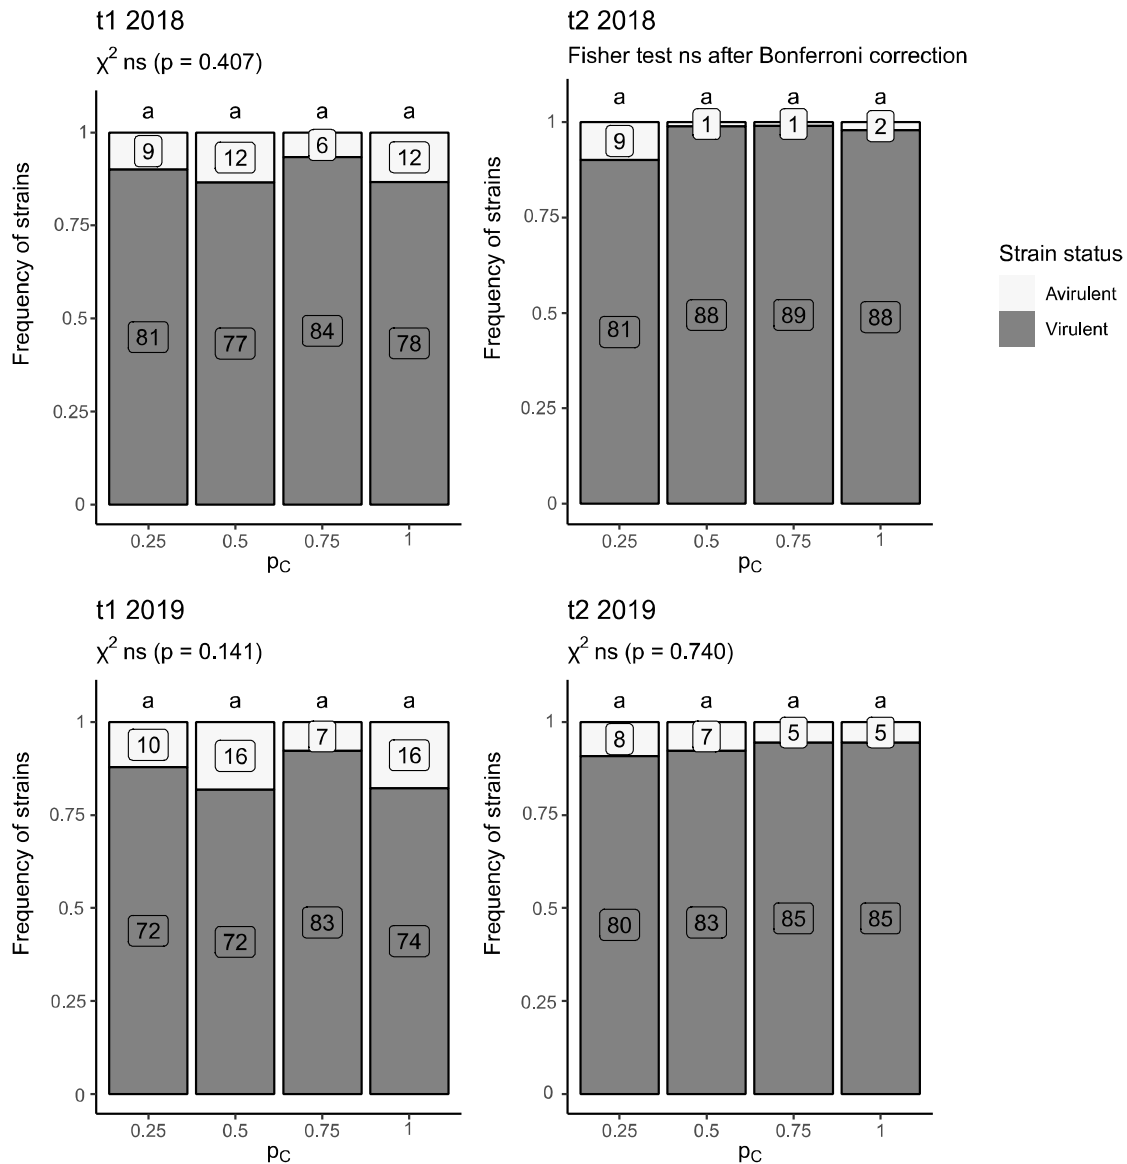 t1 2018
χ² ns (p = 0.407)
a a a a
1
0.75
0.5
0.25
0
Frequency of strains
9 12 6 12
81 77 84 78
0.25 0.5 0.75 1
pC
t2 2018
Fisher test ns after Bonferroni correction
a a a a
1
0.75
0.5
0.25
0
Frequency of strains
9 1 1 2
81 88 89 88
0.25 0.5 0.75 1
pC
Strain status
Avirulent
Virulent
t1 2019
χ² ns (p = 0.141)
a a a a
1
0.75
0.5
0.25
0
Frequency of strains
10 16 7 16
72 72 83 74
0.25 0.5 0.75 1
pC
t2 2019
χ² ns (p = 0.740)
a a a a
1
0.75
0.5
0.25
0
Frequency of strains
8 7 5 5
80 83 85 85
0.25 0.5 0.75 1
pC